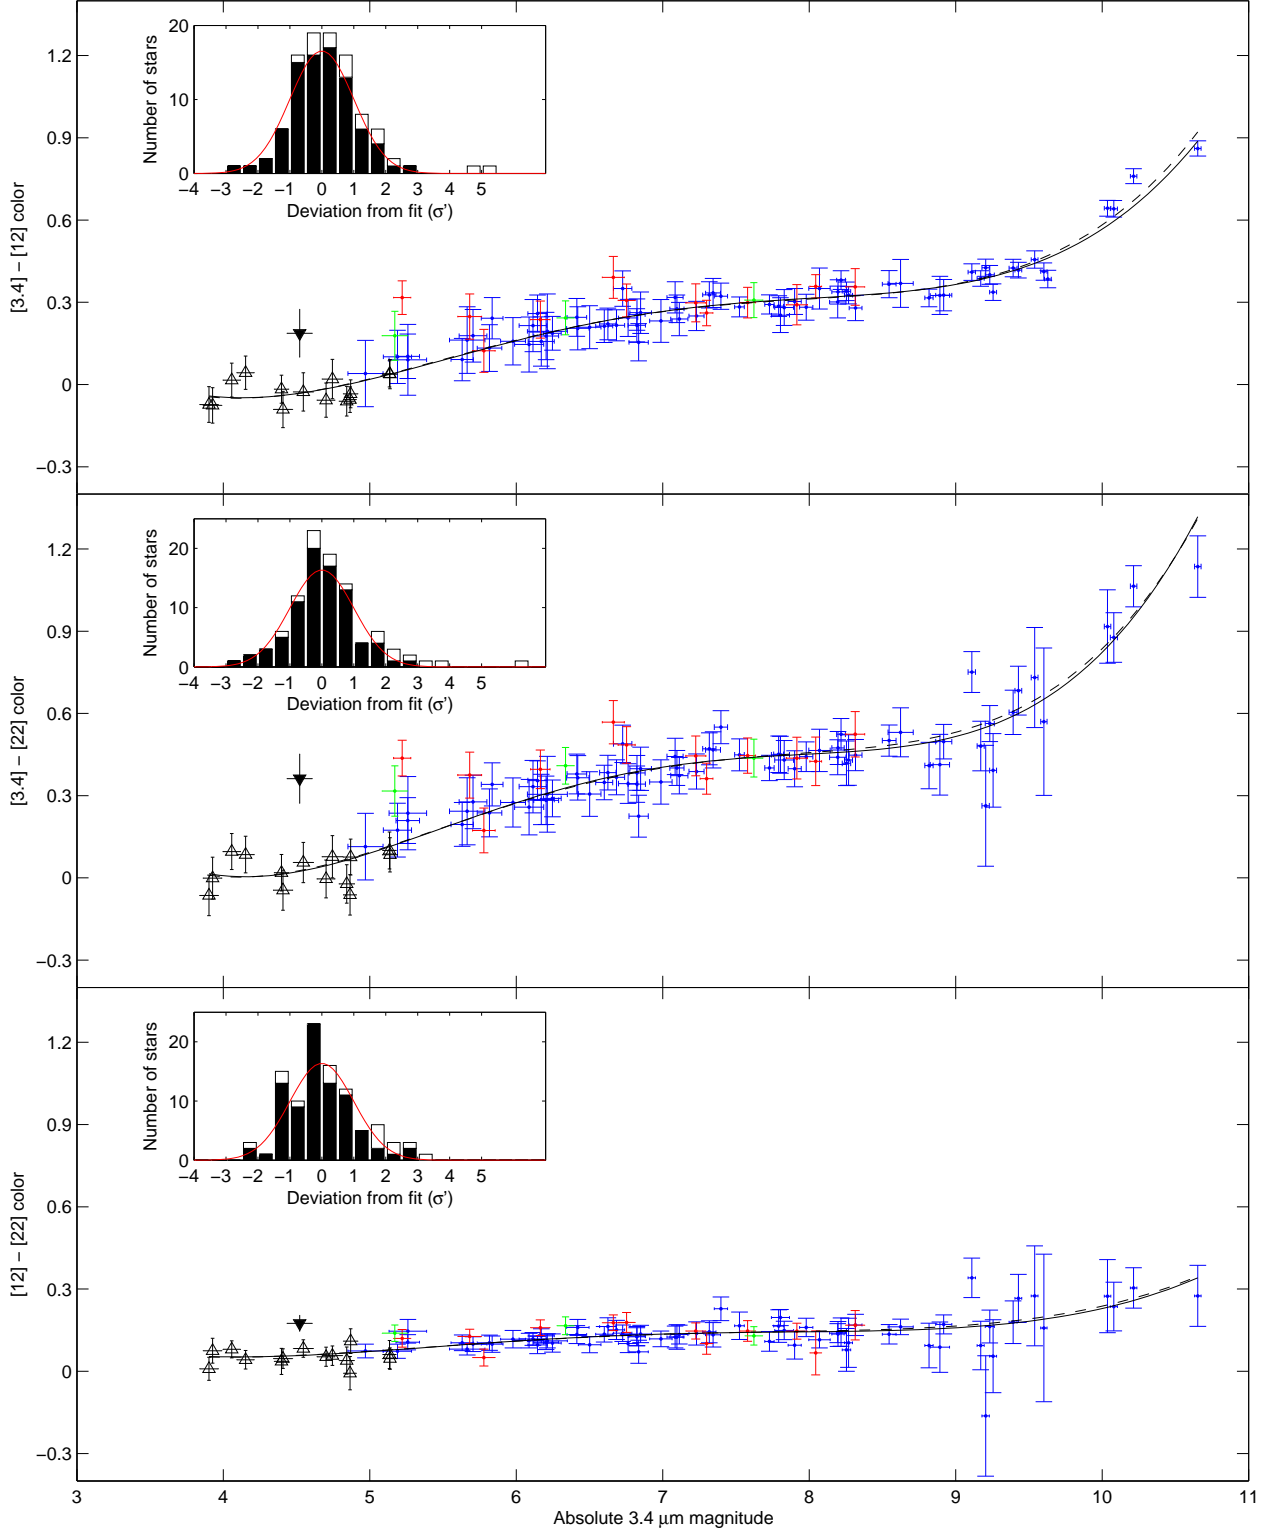 20
10
0
Number of stars
−4 −3 −2 −1 0 1 2 3 4 5
Deviation from fit (σ')
1.2
0.9
0.6
0.3
0
−0.3
[3.4] − [12] color
20
10
0
Number of stars
−4 −3 −2 −1 0 1 2 3 4 5
Deviation from fit (σ')
1.2
0.9
0.6
0.3
0
−0.3
[3.4] − [22] color
20
10
0
Number of stars
−4 −3 −2 −1 0 1 2 3 4 5
Deviation from fit (σ')
1.2
0.9
0.6
0.3
0
−0.3
[12] − [22] color
3 4 5 6 7 8 9 10 11
Absolute 3.4 μm magnitude